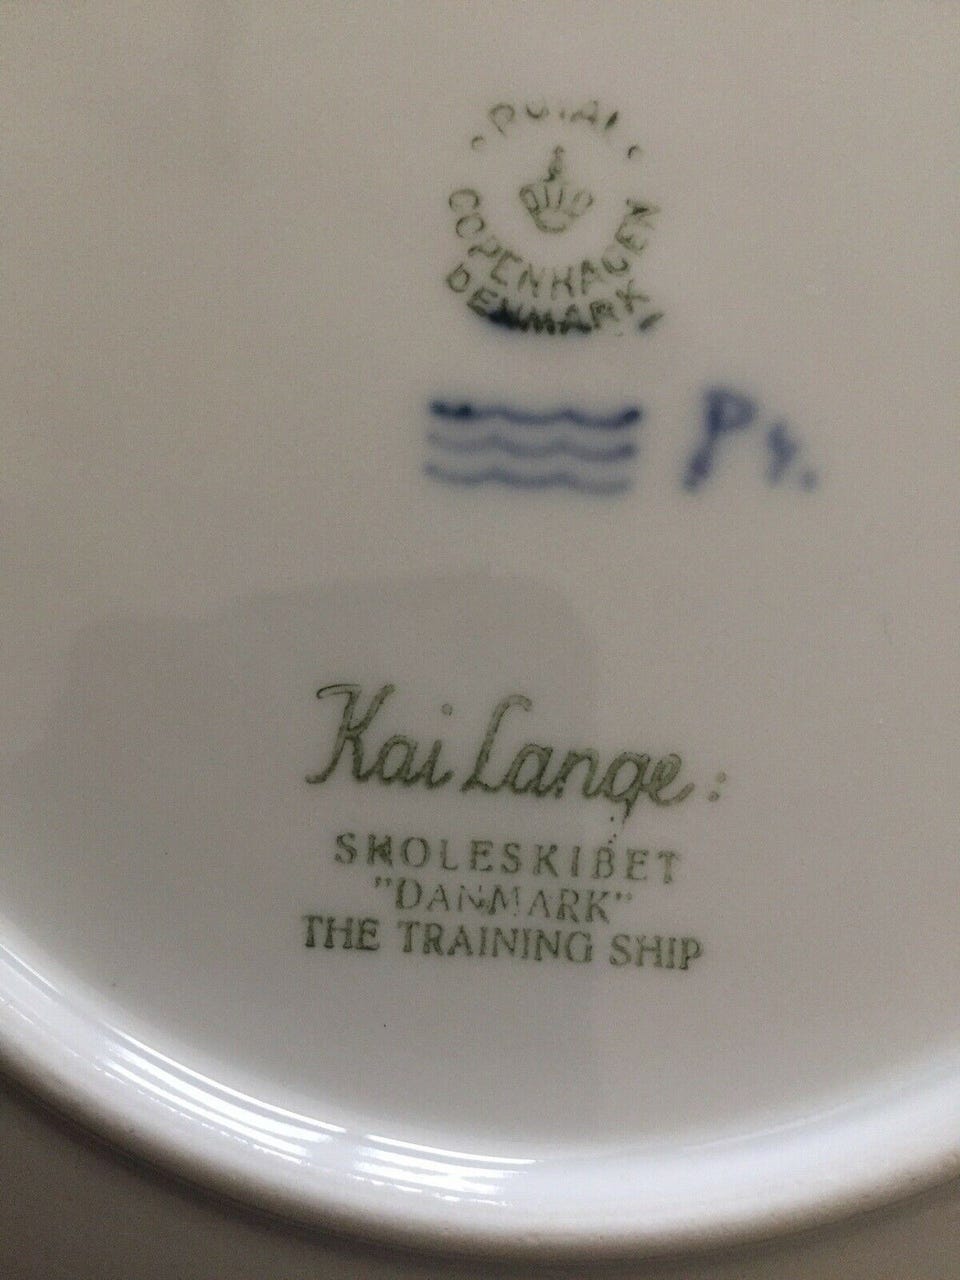 ROYAL
COPENHAGEN
DENMARK
Kai Lange:
SKOLESKIBET
"DANMARK"
THE TRAINING SHIP